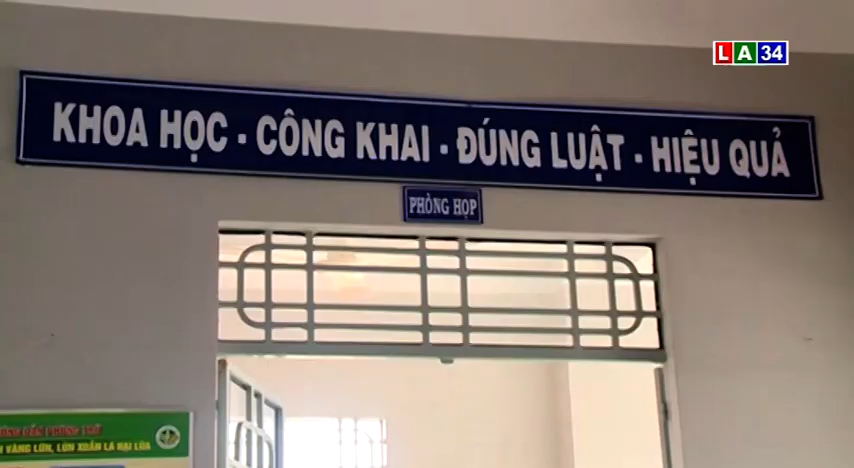 LA34
KHOA HỌC - CÔNG KHAI - ĐÚNG LUẬT - HIỆU QUẢ
PHÒNG HỌP
VÀNG LÙN, LÙN XOẮN LÁ HẠI LÚA